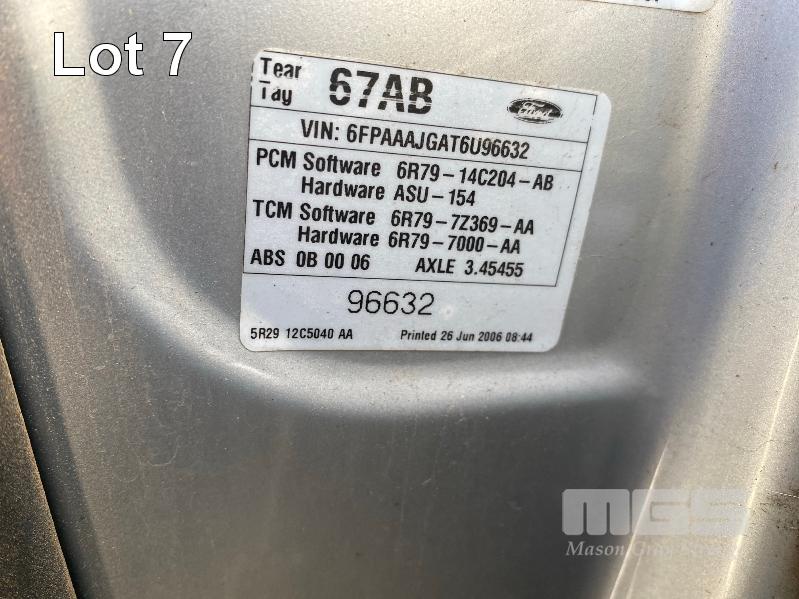 Lot 7
Tear 67AB
Tag
Ford
VIN: 6FPAAAJGAT6U96632
PCM Software 6R79-14C204-AB
Hardware ASU-154
TCM Software 6R79-7Z369-AA
Hardware 6R79-7000-AA
ABS 0B 00 06 AXLE 3.45455
96632
5R29 12C5040 AA Printed 26 Jun 2006 08:44
MGS
Mason Gray Strange